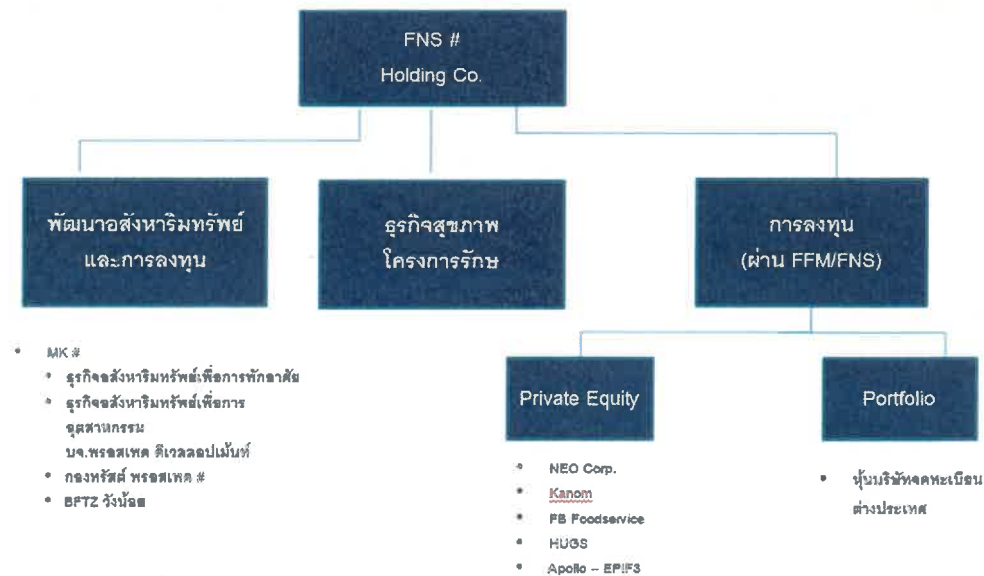 FNS #
Holding Co.
พัฒนาอสังหาริมทรัพย์
และการลงทุน
ธุรกิจสุขภาพ
โครงการรักษ
การลงทุน
(ผ่าน FFM/FNS)
MK #
ธุรกิจอสังหาริมทรัพย์เพื่อการพักอาศัย
ธุรกิจอสังหาริมทรัพย์เพื่อการ
อุตสาหกรรม
บจ.พรอสเพค ดีเวลลอปเม้นท์
กองทรัสต์ พรอสเพค #
BFTZ วังน้อย
Private Equity
NEO Corp.
Kanom
FB Foodservice
HUGS
Apollo – EPIF3
Portfolio
หุ้นบริษัทจดทะเบียน
ต่างประเทศ